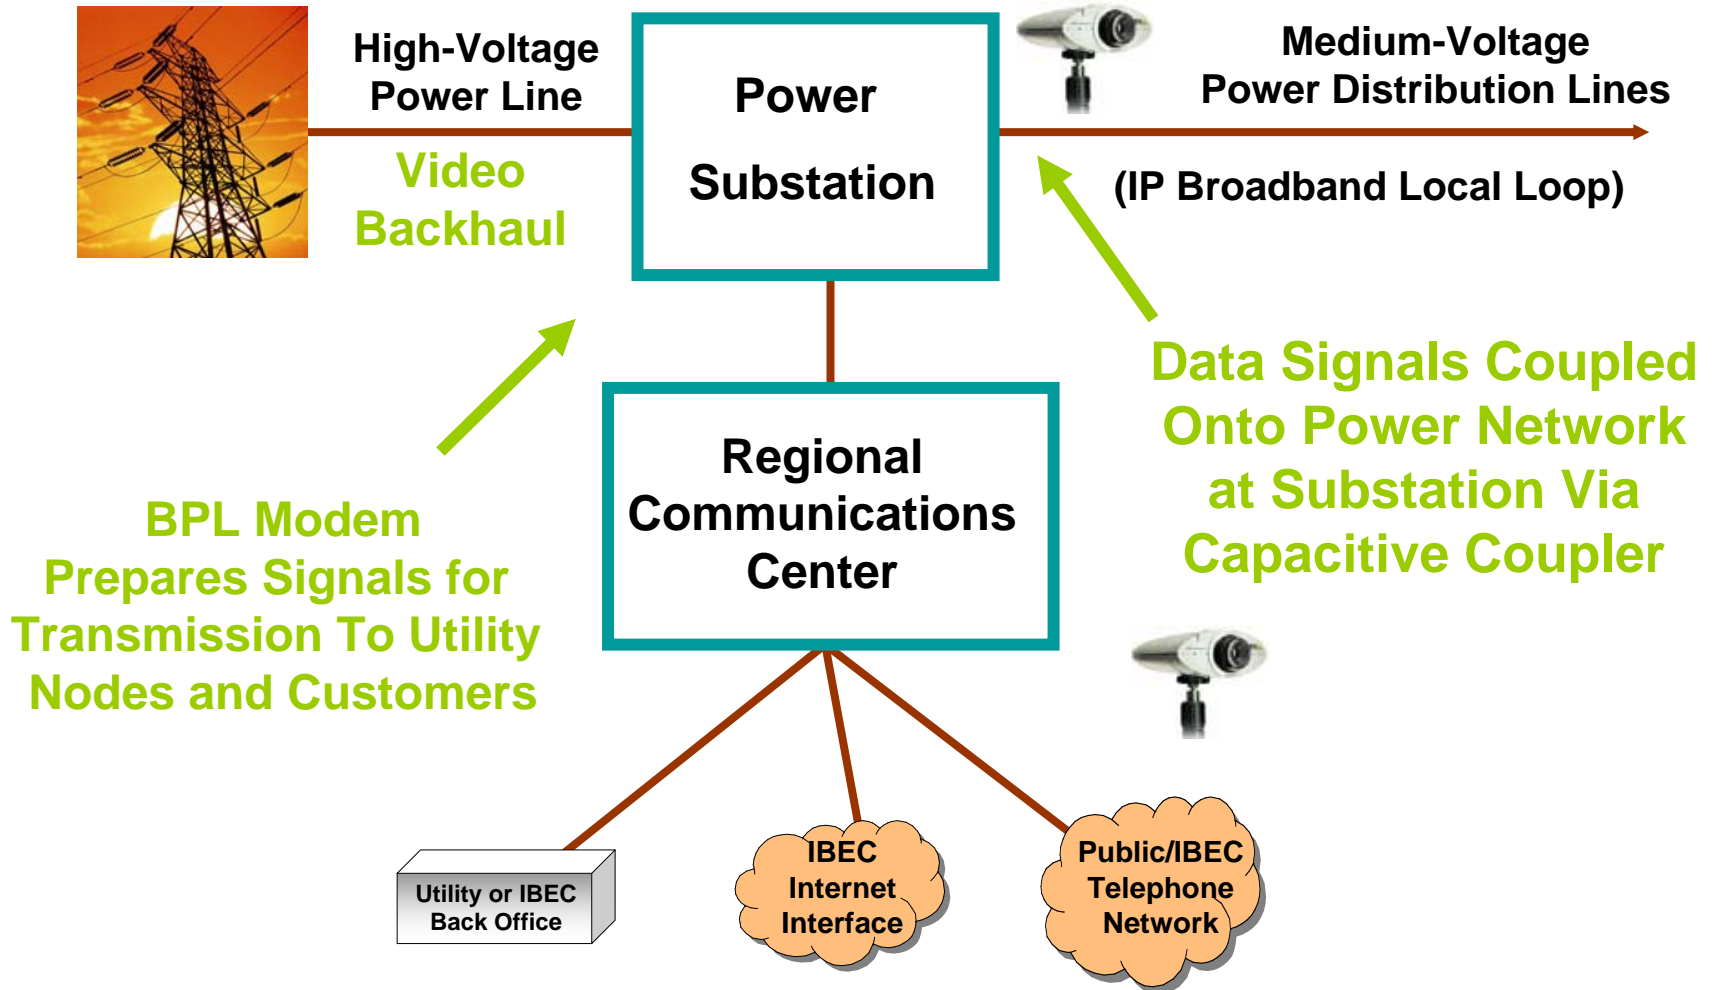 High-Voltage
Power Line
Video
Backhaul
Power
Substation
Medium-Voltage
Power Distribution Lines
(IP Broadband Local Loop)
Data Signals Coupled
Onto Power Network
at Substation Via
Capacitive Coupler
Regional
Communications
Center
BPL Modem
Prepares Signals for
Transmission To Utility
Nodes and Customers
Utility or IBEC
Back Office
IBEC
Internet
Interface
Public/IBEC
Telephone
Network